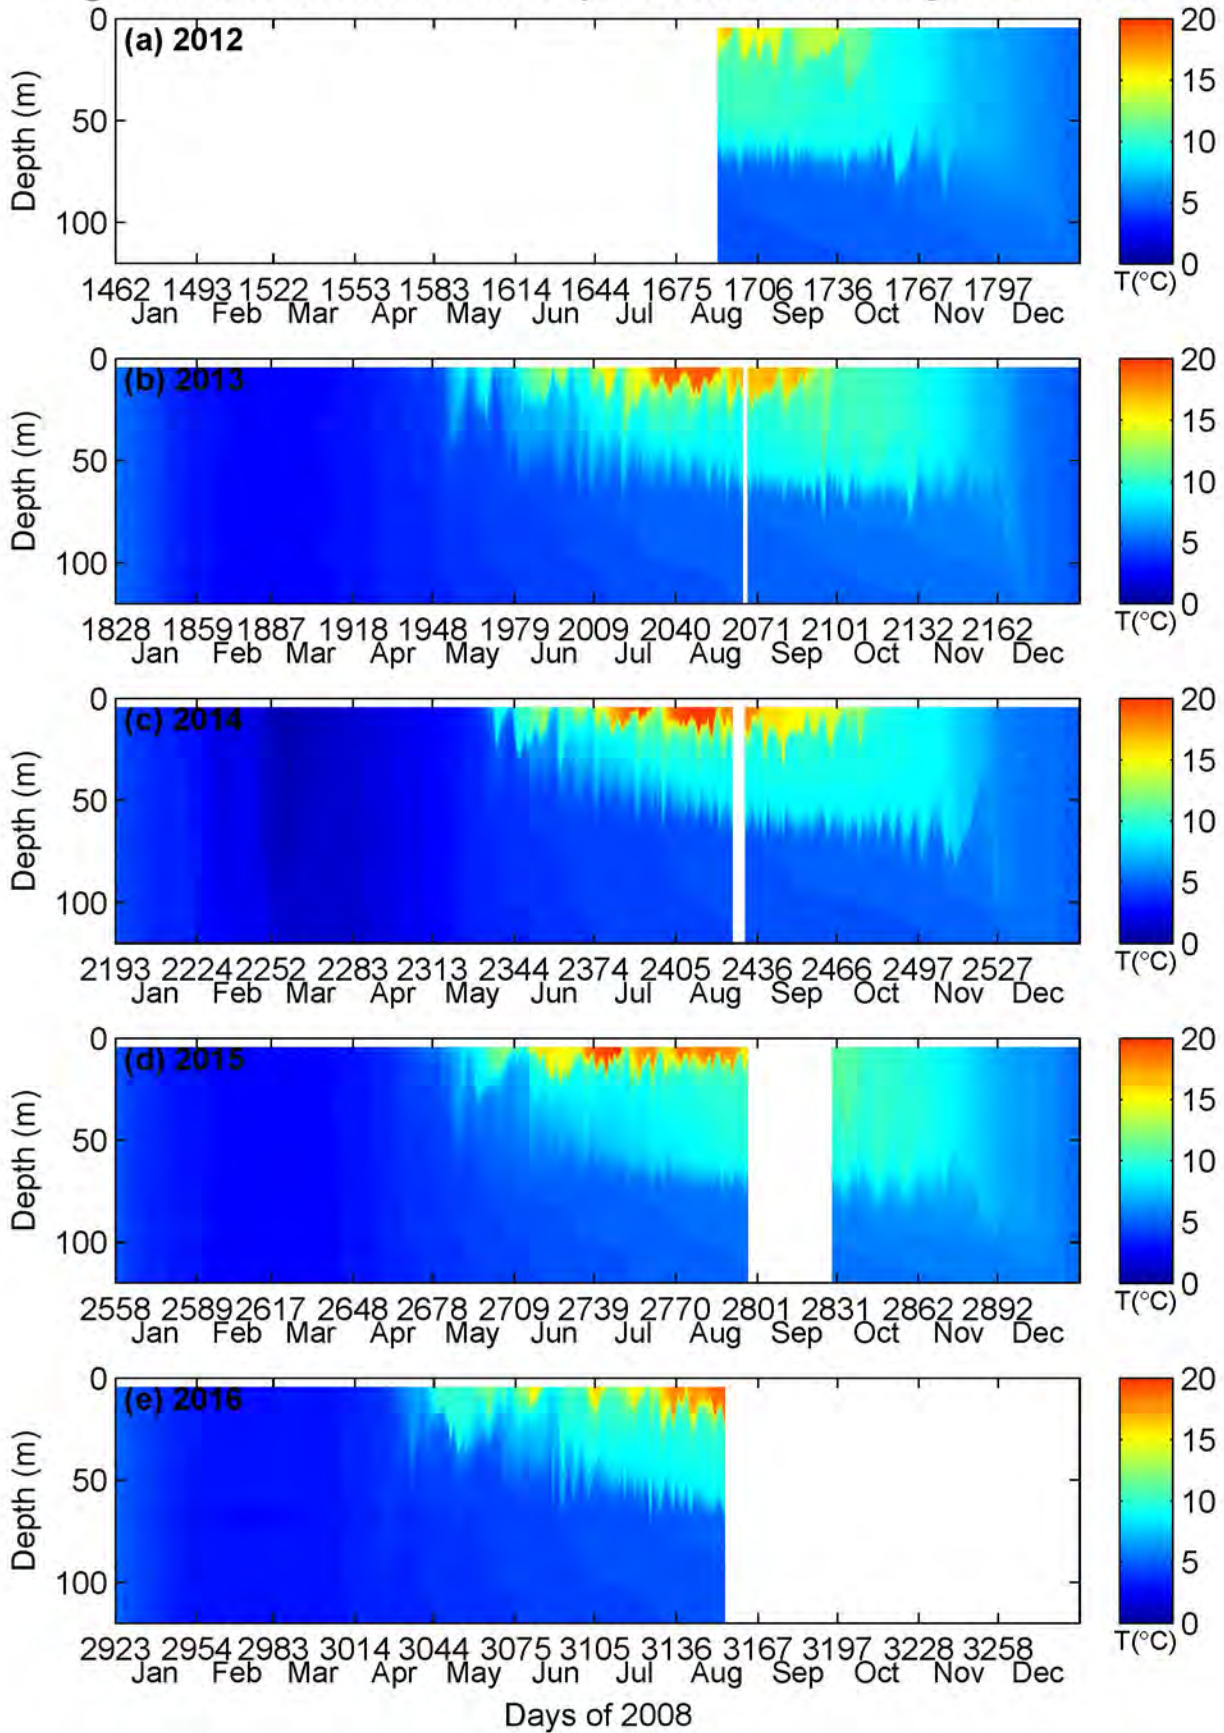 (a) 2012
0
50
100
Depth (m)
1462 1493 1522 1553 1583 1614 1644 1675 1706 1736 1767 1797
Jan Feb Mar Apr May Jun Jul Aug Sep Oct Nov Dec
20
15
10
5
0
T(°C)
(b) 2013
0
50
100
Depth (m)
1828 1859 1887 1918 1948 1979 2009 2040 2071 2101 2132 2162
Jan Feb Mar Apr May Jun Jul Aug Sep Oct Nov Dec
20
15
10
5
0
T(°C)
(c) 2014
0
50
100
Depth (m)
2193 2224 2252 2283 2313 2344 2374 2405 2436 2466 2497 2527
Jan Feb Mar Apr May Jun Jul Aug Sep Oct Nov Dec
20
15
10
5
0
T(°C)
(d) 2015
0
50
100
Depth (m)
2558 2589 2617 2648 2678 2709 2739 2770 2801 2831 2862 2892
Jan Feb Mar Apr May Jun Jul Aug Sep Oct Nov Dec
20
15
10
5
0
T(°C)
(e) 2016
0
50
100
Depth (m)
2923 2954 2983 3014 3044 3075 3105 3136 3167 3197 3228 3258
Jan Feb Mar Apr May Jun Jul Aug Sep Oct Nov Dec
20
15
10
5
0
T(°C)
Days of 2008